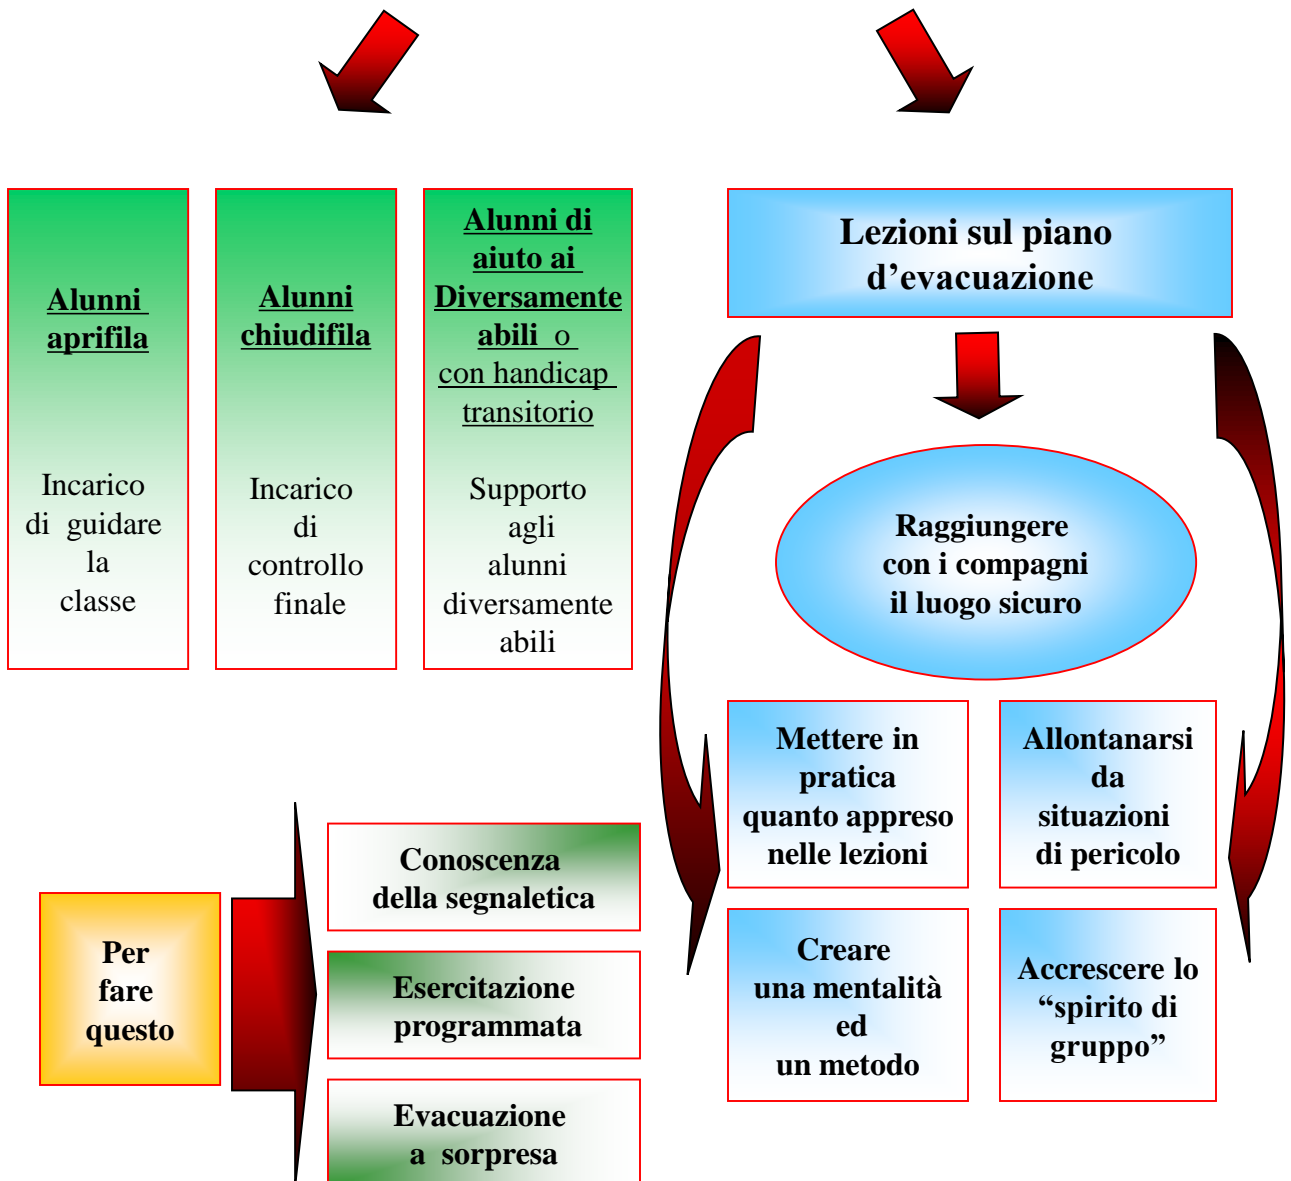 Alunni
aprifila
Incarico
di guidare
la
classe
Alunni
chiudifila
Incarico
di
controllo
finale
Alunni di
aiuto ai
Diversamente
abili o
con handicap
transitorio
Supporto
agli
alunni
diversamente
abili
Lezioni sul piano
d’evacuazione
Raggiungere
con i compagni
il luogo sicuro
Mettere in
pratica
quanto appreso
nelle lezioni
Allontanarsi
da
situazioni
di pericolo
Creare
una mentalità
ed
un metodo
Accrescere lo
“spirito di
gruppo”
Per
fare
questo
Conoscenza
della segnaletica
Esercitazione
programmata
Evacuazione
a sorpresa